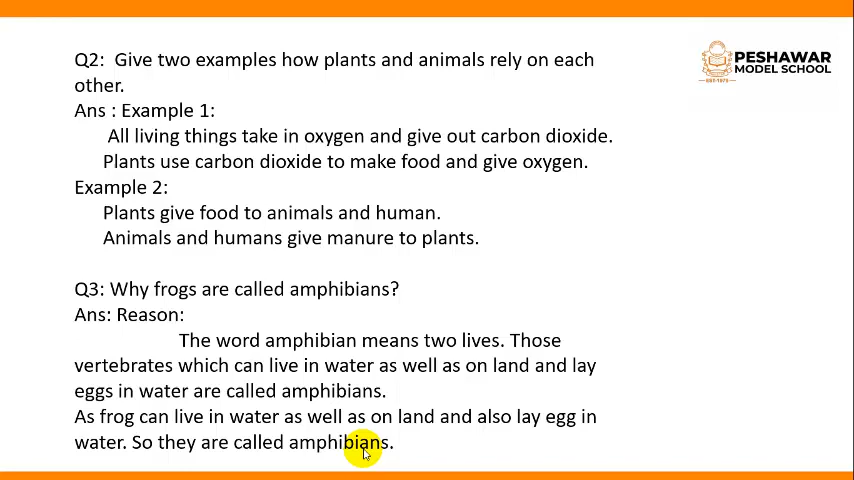 Q2: Give two examples how plants and animals rely on each
other.
Ans : Example 1:
All living things take in oxygen and give out carbon dioxide.
Plants use carbon dioxide to make food and give oxygen.
Example 2:
Plants give food to animals and human.
Animals and humans give manure to plants.
Q3: Why frogs are called amphibians?
Ans: Reason:
The word amphibian means two lives. Those
vertebrates which can live in water as well as on land and lay
eggs in water are called amphibians.
As frog can live in water as well as on land and also lay egg in
water. So they are called amphibians.
PESHAWAR
MODEL SCHOOL
EST-1973